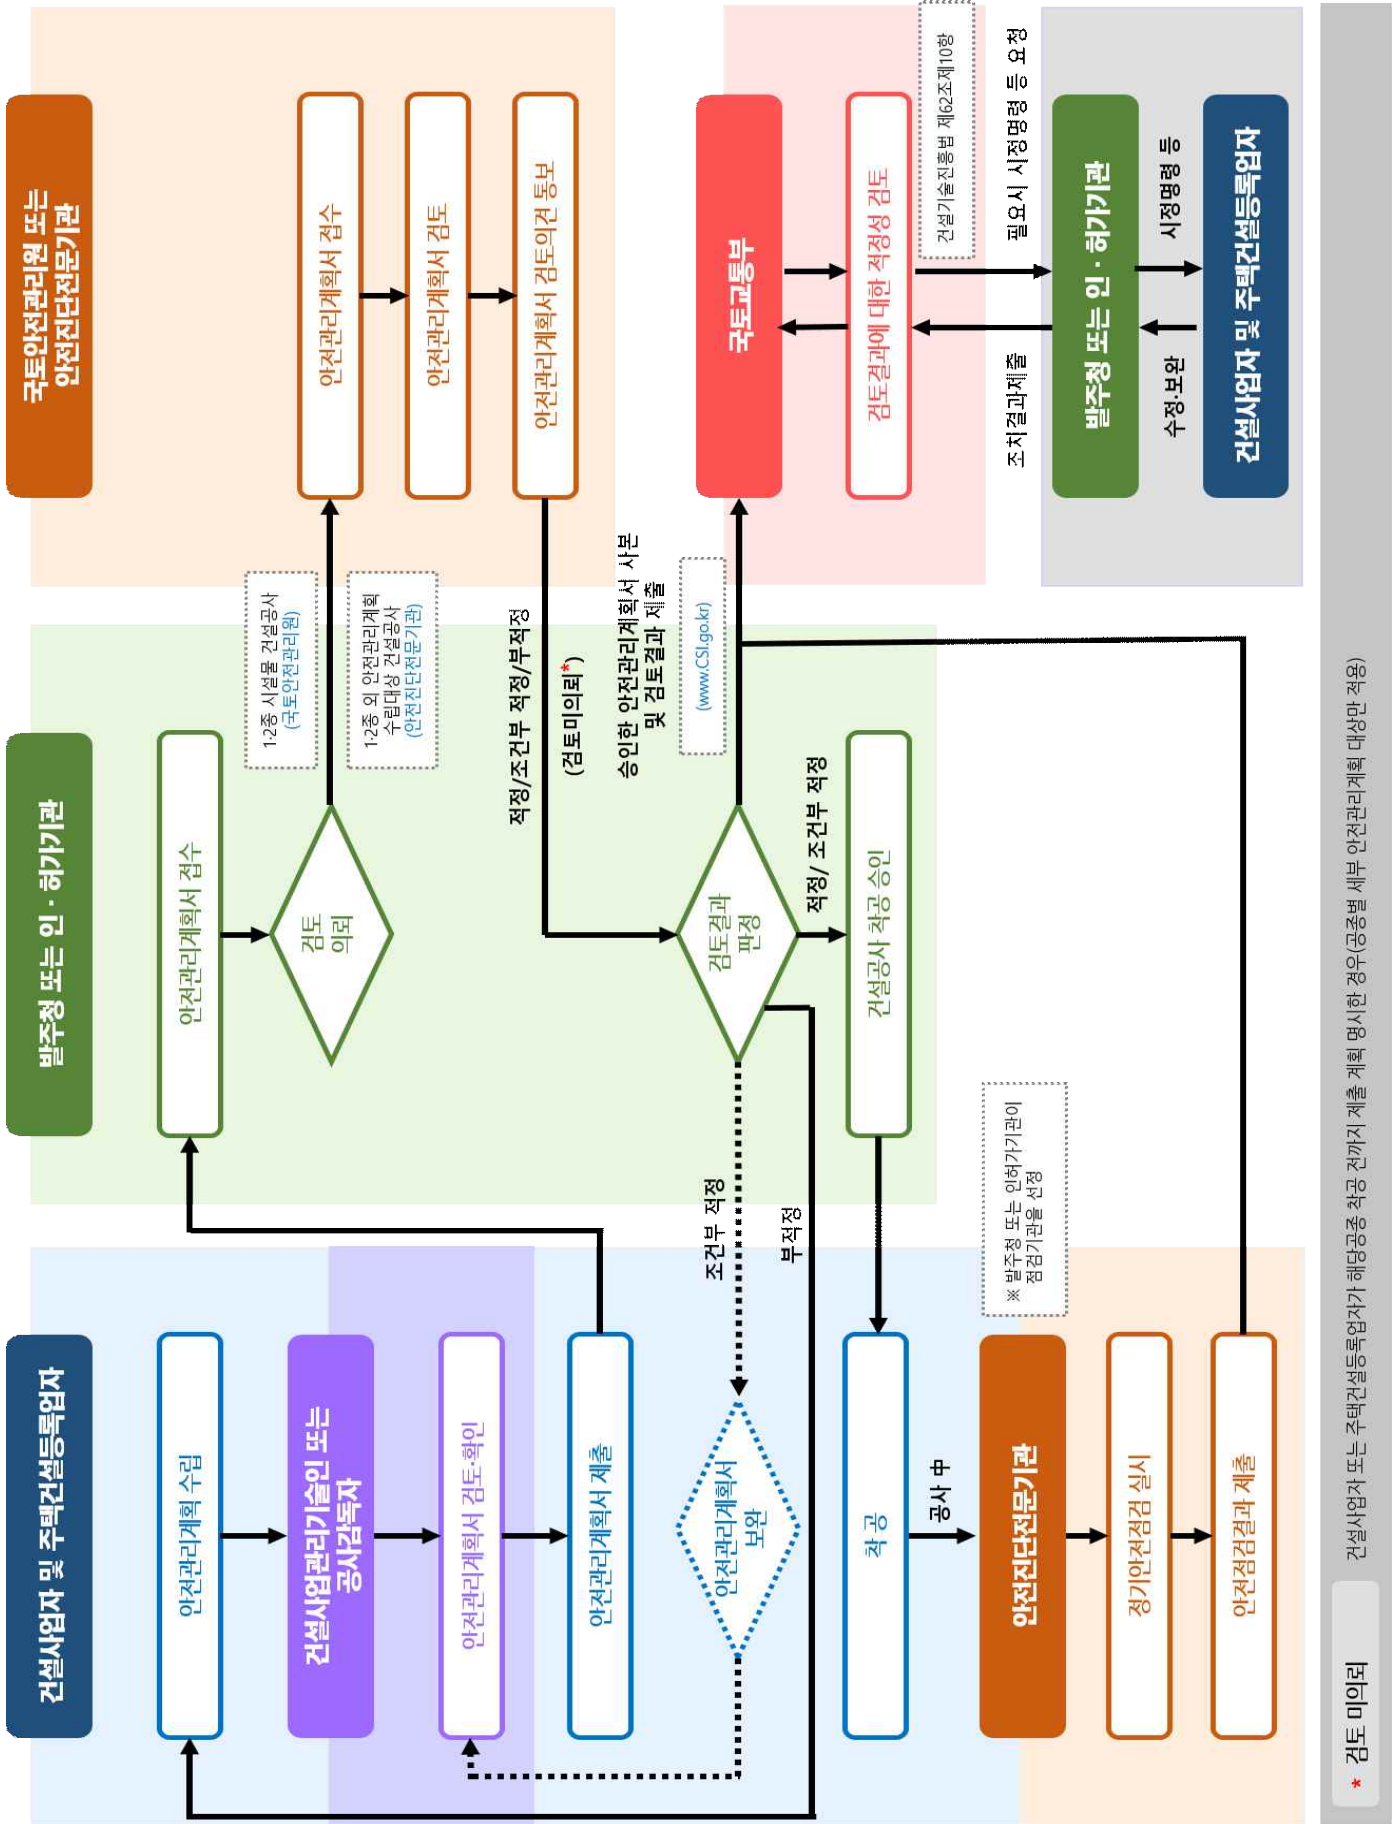 건설사업자 및 주택건설등록업자
안전관리계획 수립
건설사업관리기술인 또는
공사감독자
안전관리계획서 검토·확인
안전관리계획서 제출
안전관리계획서
보완
착 공
공사 中
안전진단전문기관
정기안전점검 실시
안전점검결과 제출
※ 발주청 또는 인허가기관이
점검기관을 선정
조건부 적정
부적정
발주청 또는 인 · 허가기관
안전관리계획서 접수
검토
의뢰
1·2종 시설물 건설공사
(국토안전관리원)
1·2종 외 안전관리계획
수립대상 건설공사
(안전진단전문기관)
적정/조건부 적정/부적정
(검토미의뢰*)
검토결과
판정
적정/ 조건부 적정
건설공사 착공 승인
승인한 안전관리계획서 사본
및 검토결과 제출
(www.CSI.go.kr)
국토안전관리원 또는
안전진단전문기관
안전관리계획서 접수
안전관리계획서 검토
안전관리계획서 검토의견 통보
국토교통부
검토결과에 대한 적정성 검토
건설기술진흥법 제62조제10항
조치결과제출
필요시 시정명령 등 요청
발주청 또는 인 · 허가기관
수정·보완
시정명령 등
건설사업자 및 주택건설등록업자
* 검토 미의뢰
건설사업자 또는 주택건설등록업자가 해당공종 착공 전까지 제출 계획 명시한 경우(공종별 세부 안전관리계획 대상만 적용)